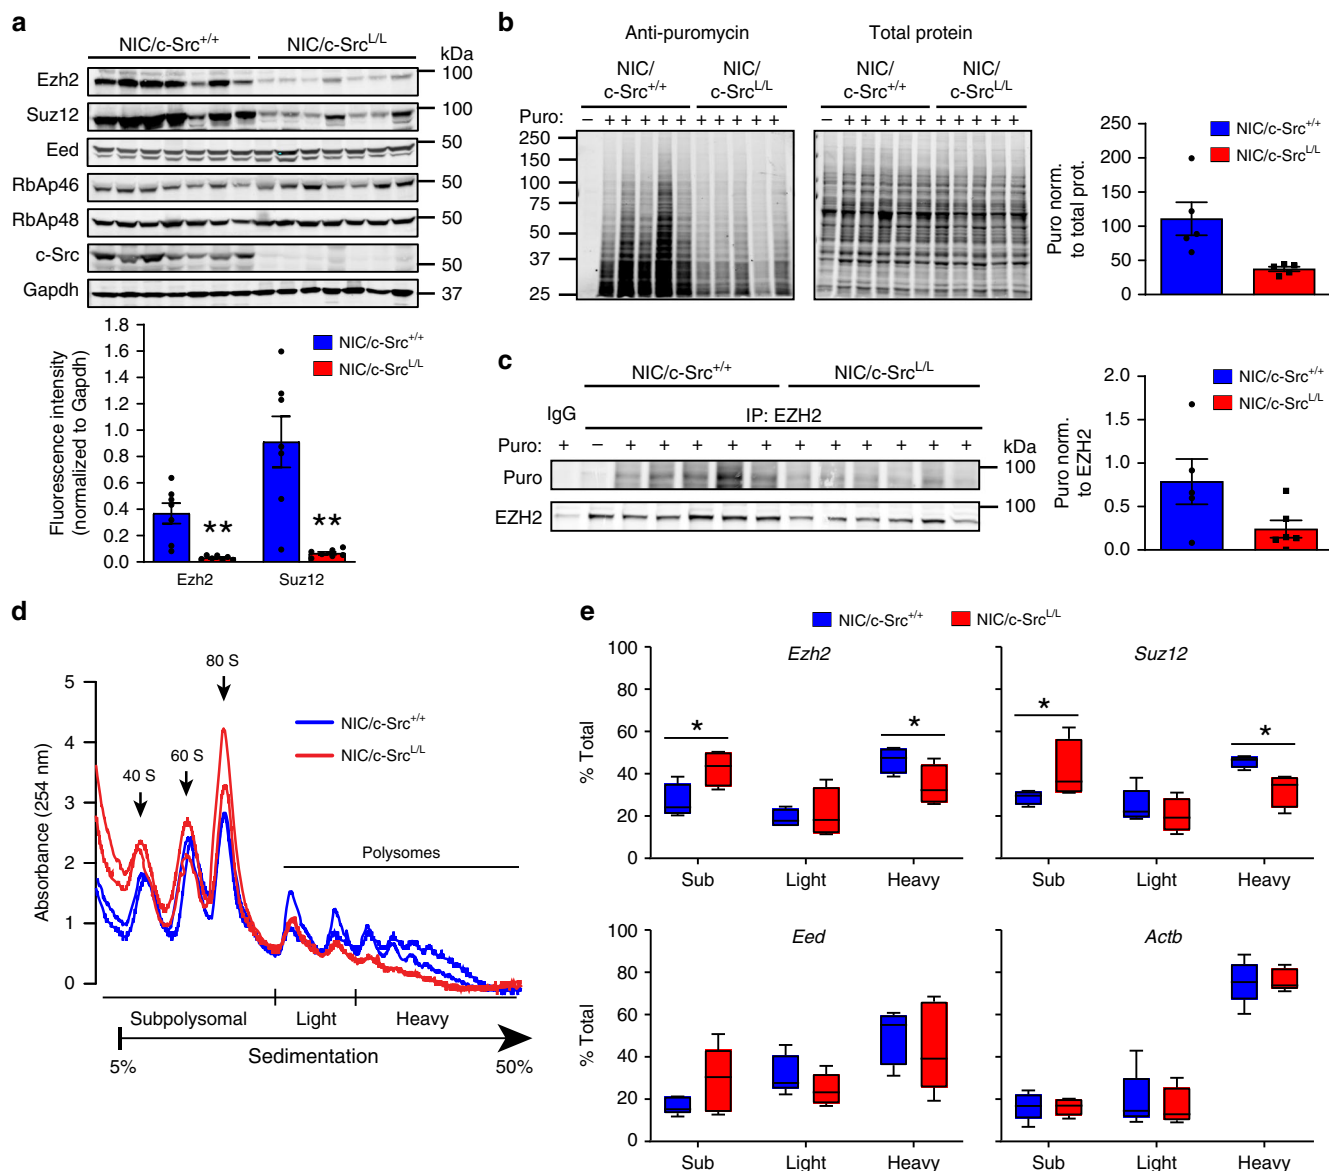 a
NIC/c-Src+/+ NIC/c-SrcL/L kDa
Ezh2 100
Suz12 100
Eed 50
RbAp46 50
RbAp48 50
c-Src 50
Gapdh 37
Fluorescence intensity
(normalized to Gapdh)
1.8
1.6
1.4
1.2
1.0
0.8
0.6
0.4
0.2
0.0
NIC/c-Src+/+
NIC/c-SrcL/L
** **
Ezh2 Suz12
b
Anti-puromycin Total protein
NIC/ NIC/ NIC/ NIC/
c-Src+/+ c-SrcL/L c-Src+/+ c-SrcL/L
Puro: – + + + + + + + + + + – + + + + + + + + + +
250
150
100
75
50
37
25
Puro norm.
to total prot.
250
200
150
100
50
0
NIC/c-Src+/+
NIC/c-SrcL/L
c
NIC/c-Src+/+ NIC/c-SrcL/L
IgG IP: EZH2
Puro: + – + + + + + + + + + + + kDa
Puro 100
EZH2 100
Puro norm.
to EZH2
2.0
1.5
1.0
0.5
0.0
NIC/c-Src+/+
NIC/c-SrcL/L
d
Absorbance (254 nm)
5
4
3
2
1
0
40 S
60 S
80 S
NIC/c-Src+/+
NIC/c-SrcL/L
Polysomes
Subpolysomal Light Heavy
Sedimentation
5% 50%
e
NIC/c-Src+/+ NIC/c-SrcL/L
% Total
100
80
60
40
20
0
Ezh2
* *
Sub Light Heavy
Suz12
* *
Sub Light Heavy
% Total
100
80
60
40
20
0
Eed
Sub Light Heavy
Actb
Sub Light Heavy